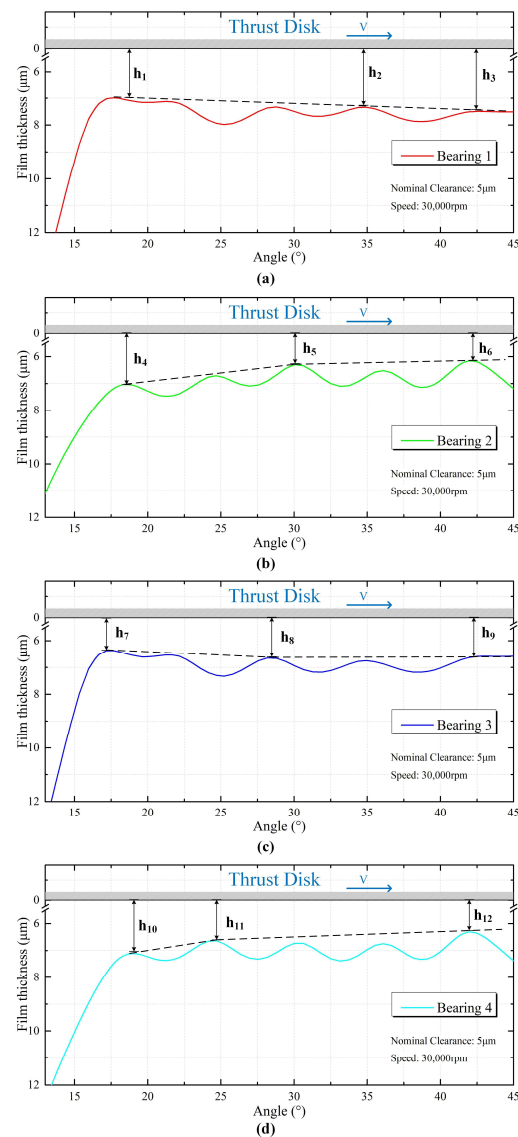 Thrust Disk
V
0
h₁
h₂
h₃
6
8
10
12
Film thickness (μm)
Bearing 1
Nominal Clearance: 5μm
Speed: 30,000rpm
15 20 25 30 35 40 45
Angle (°)
(a)
Thrust Disk
V
0
h₄
h₅
h₆
6
8
10
12
Film thickness (μm)
Bearing 2
Nominal Clearance: 5μm
Speed: 30,000rpm
15 20 25 30 35 40 45
Angle (°)
(b)
Thrust Disk
V
0
h₇
h₈
h₉
6
8
10
12
Film thickness (μm)
Bearing 3
Nominal Clearance: 5μm
Speed: 30,000rpm
15 20 25 30 35 40 45
Angle (°)
(c)
Thrust Disk
V
0
h₁₀
h₁₁
h₁₂
6
8
10
12
Film thickness (μm)
Bearing 4
Nominal Clearance: 5μm
Speed: 30,000rpm
15 20 25 30 35 40 45
Angle (°)
(d)